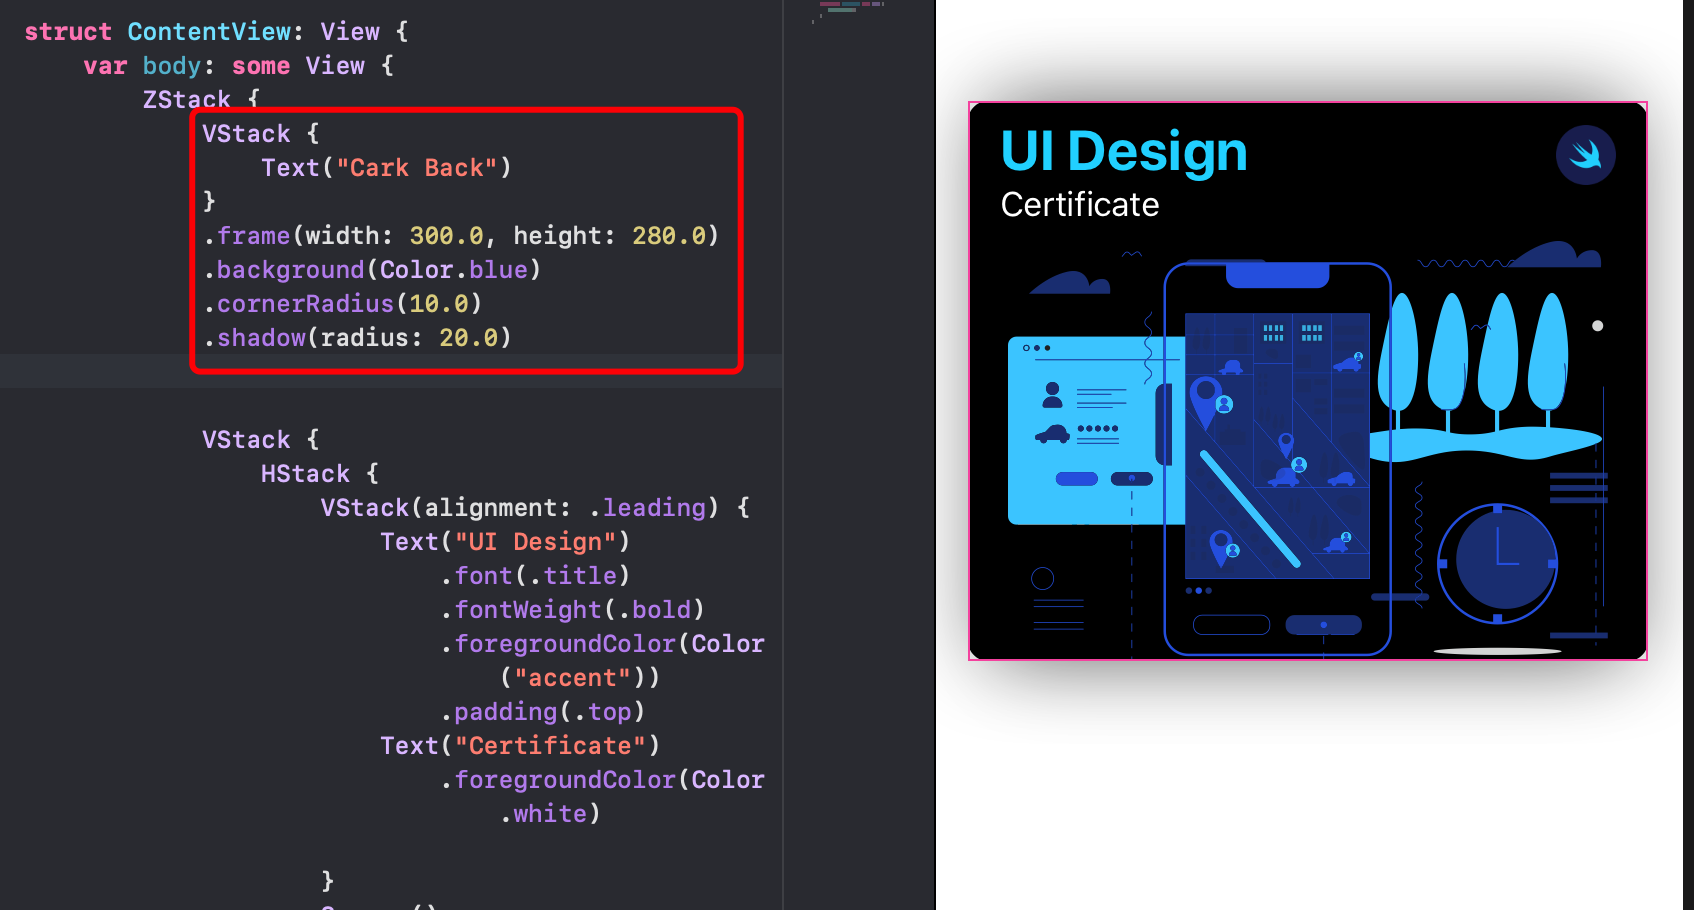 struct ContentView: View {
var body: some View {
ZStack {
VStack {
Text("Cark Back")
}
.frame(width: 300.0, height: 280.0)
.background(Color.blue)
.cornerRadius(10.0)
.shadow(radius: 20.0)
VStack {
HStack {
VStack(alignment: .leading) {
Text("UI Design")
.font(.title)
.fontWeight(.bold)
.foregroundColor(Color
("accent"))
.padding(.top)
Text("Certificate")
.foregroundColor(Color
.white)
}
UI Design
Certificate